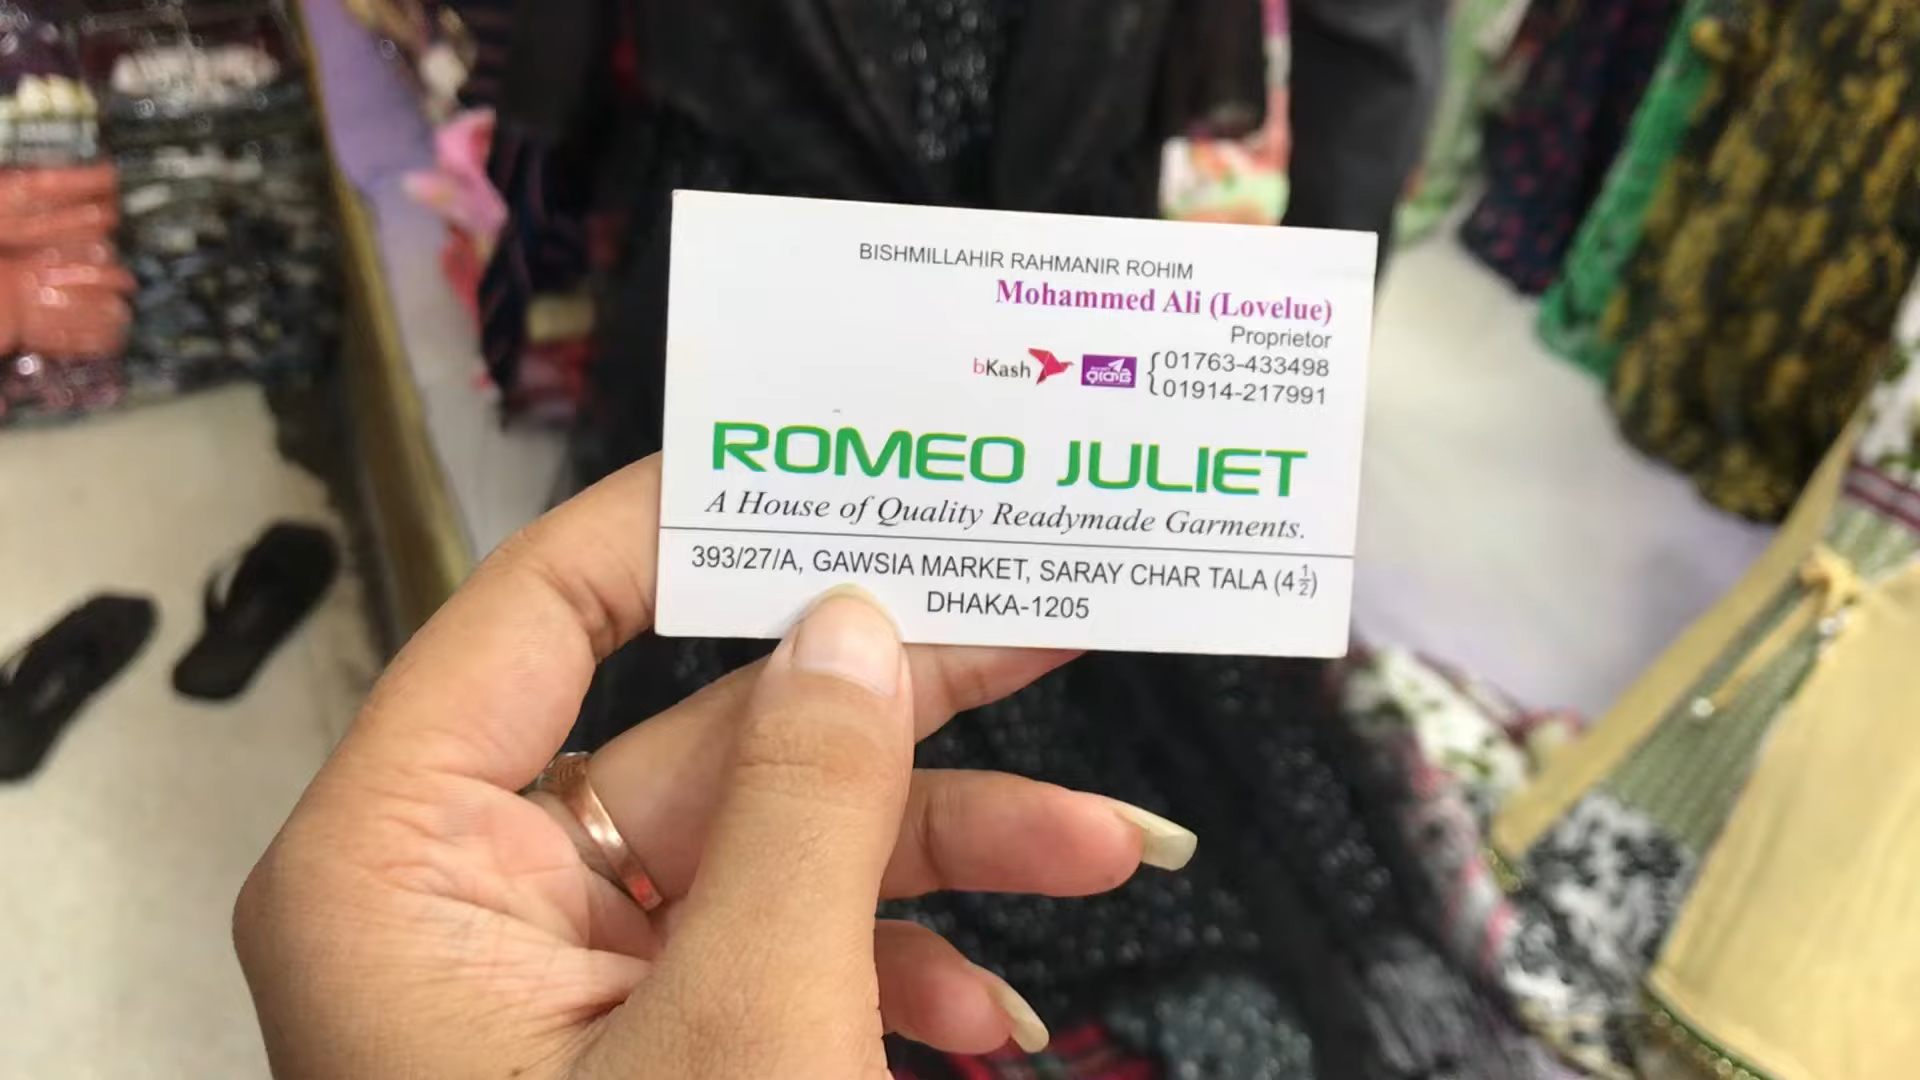 BISHMILLAHIR RAHMANIR ROHIM
Mohammed Ali (Lovelue)
Proprietor
bKash 01763-433498
01914-217991
ROMEO JULIET
A House of Quality Readymade Garments.
393/27/A, GAWSIA MARKET, SARAY CHAR TALA (4½)
DHAKA-1205